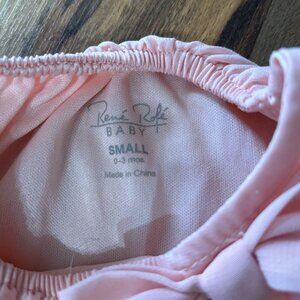 René Rofé
BABY
SMALL
0-3 mos.
Made in China